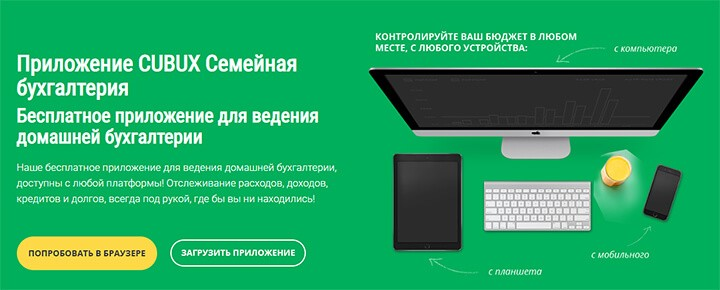 Приложение CUBUX Семейная
бухгалтерия
Бесплатное приложение для ведения
домашней бухгалтерии
Наше бесплатное приложение для ведения домашней бухгалтерии,
доступны с любой платформы! Отслеживание расходов, доходов,
кредитов и долгов, всегда под рукой, где бы вы ни находились!
ПОПРОБОВАТЬ В БРАУЗЕРЕ
ЗАГРУЗИТЬ ПРИЛОЖЕНИЕ
КОНТРОЛИРУЙТЕ ВАШ БЮДЖЕТ В ЛЮБОМ
МЕСТЕ, С ЛЮБОГО УСТРОЙСТВА:
с компьютера
с мобильного
с планшета